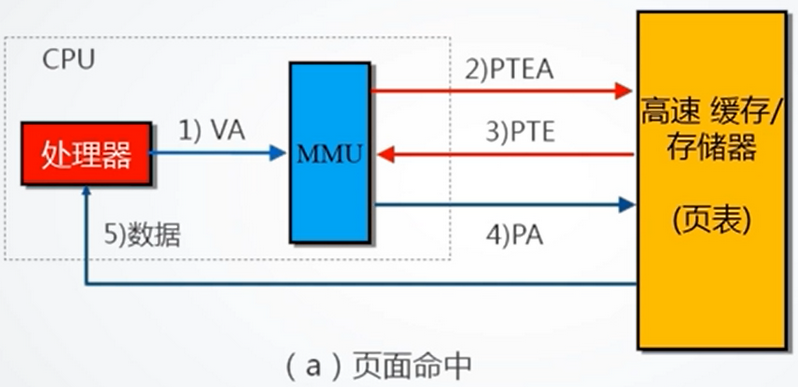 CPU
处理器
1) VA
MMU
2)PTEA
3)PTE
4)PA
5)数据
高速 缓存/
存储器
(页表)
(a)页面命中